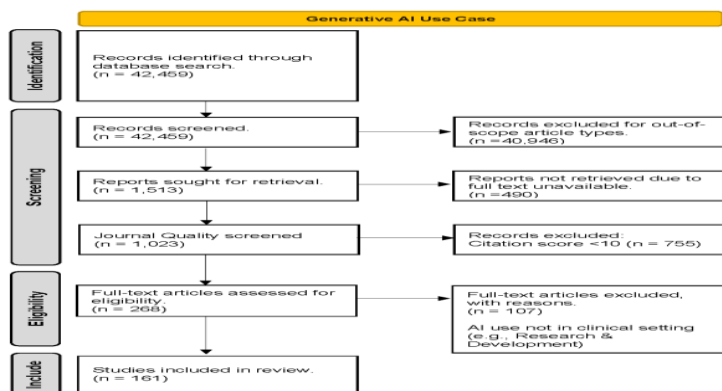 Generative AI Use Case
Identification
Records identified through
database search.
(n = 42,459)
Screening
Records screened.
(n = 42,459)
Records excluded for out-of-
scope article types.
(n =40,946)
Reports sought for retrieval.
(n = 1,513)
Reports not retrieved due to
full text unavailable.
(n =490)
Journal Quality screened
(n = 1,023)
Records excluded:
Citation score <10 (n = 755)
Eligibility
Full-text articles assessed for
eligibility.
(n = 268)
Full-text articles excluded,
with reasons.
(n = 107)
AI use not in clinical setting
(e.g., Research &
Development)
Include
Studies included in review.
(n = 161)